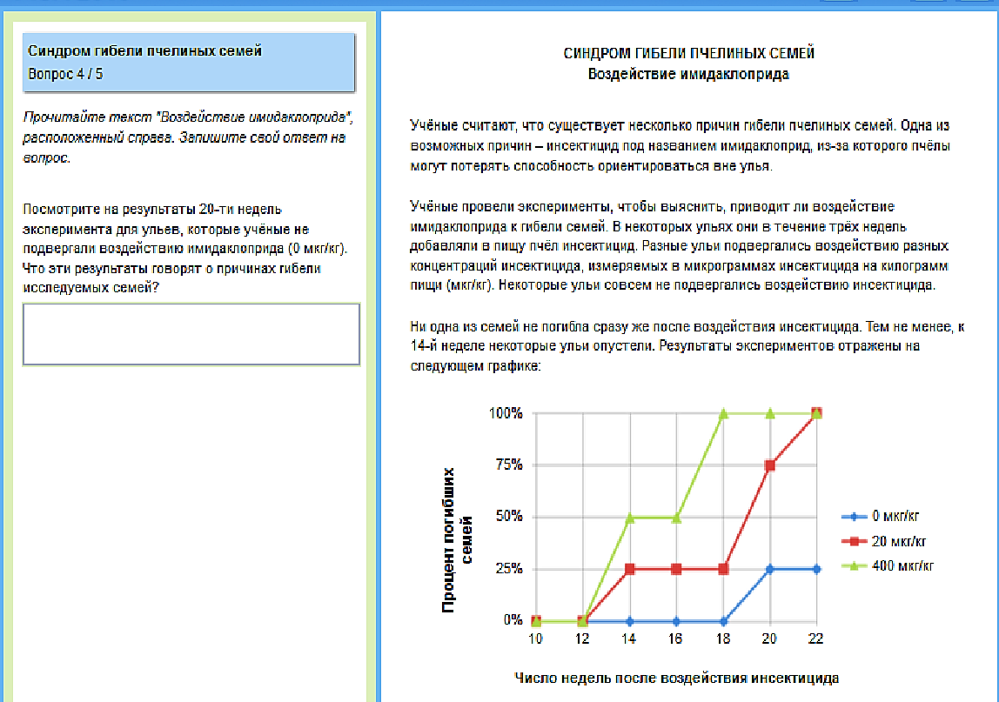 Синдром гибели пчелиных семей
Вопрос 4 / 5
Прочитайте текст "Воздействие имидаклоприда",
расположенный справа. Запишите свой ответ на
вопрос.
Посмотрите на результаты 20-ти недель
эксперимента для ульев, которые учёные не
подвергали воздействию имидаклоприда (0 мкг/кг).
Что эти результаты говорят о причинах гибели
исследуемых семей?
СИНДРОМ ГИБЕЛИ ПЧЕЛИНЫХ СЕМЕЙ
Воздействие имидаклоприда
Учёные считают, что существует несколько причин гибели пчелиных семей. Одна из
возможных причин – инсектицид под названием имидаклоприд, из-за которого пчёлы
могут потерять способность ориентироваться вне улья.
Учёные провели эксперименты, чтобы выяснить, приводит ли воздействие
имидаклоприда к гибели семей. В некоторых ульях они в течение трёх недель
добавляли в пищу пчёл инсектицид. Разные ульи подвергались воздействию разных
концентраций инсектицида, измеряемых в микрограммах инсектицида на килограмм
пищи (мкг/кг). Некоторые ульи совсем не подвергались воздействию инсектицида.
Ни одна из семей не погибла сразу же после воздействия инсектицида. Тем не менее, к
14-й неделе некоторые ульи опустели. Результаты экспериментов отражены на
следующем графике:
100%
75%
50%
25%
0%
Процент погибших
семей
10 12 14 16 18 20 22
Число недель после воздействия инсектицида
0 мкг/кг
20 мкг/кг
400 мкг/кг